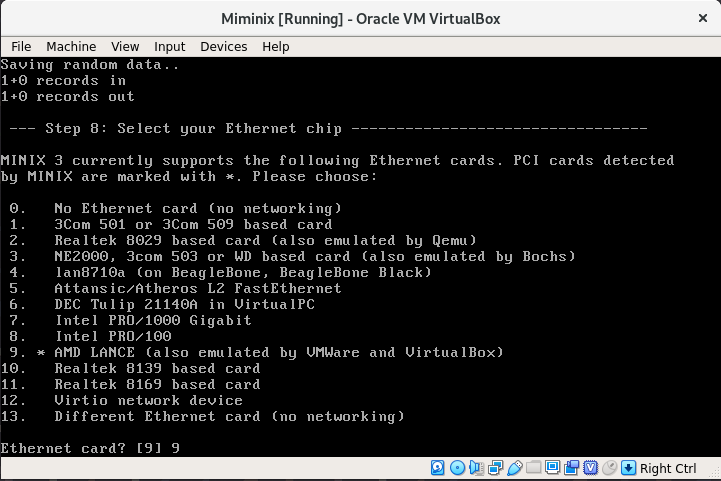 Miminix [Running] - Oracle VM VirtualBox
File Machine View Input Devices Help
Saving random data..
1+0 records in
1+0 records out
--- Step 8: Select your Ethernet chip ---------------------------------
MINIX 3 currently supports the following Ethernet cards. PCI cards detected
by MINIX are marked with *. Please choose:
0. No Ethernet card (no networking)
1. 3Com 501 or 3Com 509 based card
2. Realtek 8029 based card (also emulated by Qemu)
3. NE2000, 3com 503 or WD based card (also emulated by Bochs)
4. lan8710a (on BeagleBone, BeagleBone Black)
5. Attansic/Atheros L2 FastEthernet
6. DEC Tulip 21140A in VirtualPC
7. Intel PRO/1000 Gigabit
8. Intel PRO/100
9. * AMD LANCE (also emulated by VMWare and VirtualBox)
10. Realtek 8139 based card
11. Realtek 8169 based card
12. Virtio network device
13. Different Ethernet card (no networking)
Ethernet card? [9] 9
Right Ctrl